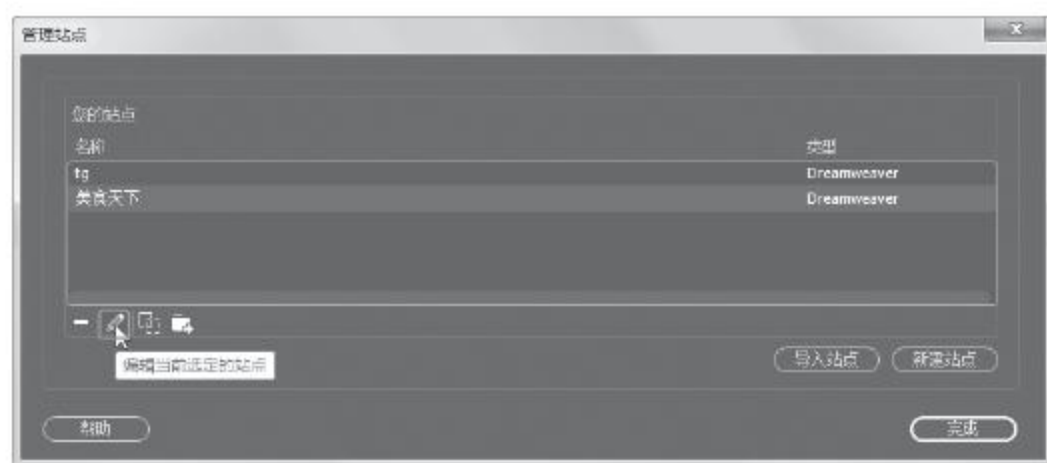 管理站点
您的站点
名称 类型
tg Dreamweaver
美食天下 Dreamweaver
编辑当前选定的站点
导入站点 新建站点
帮助 完成